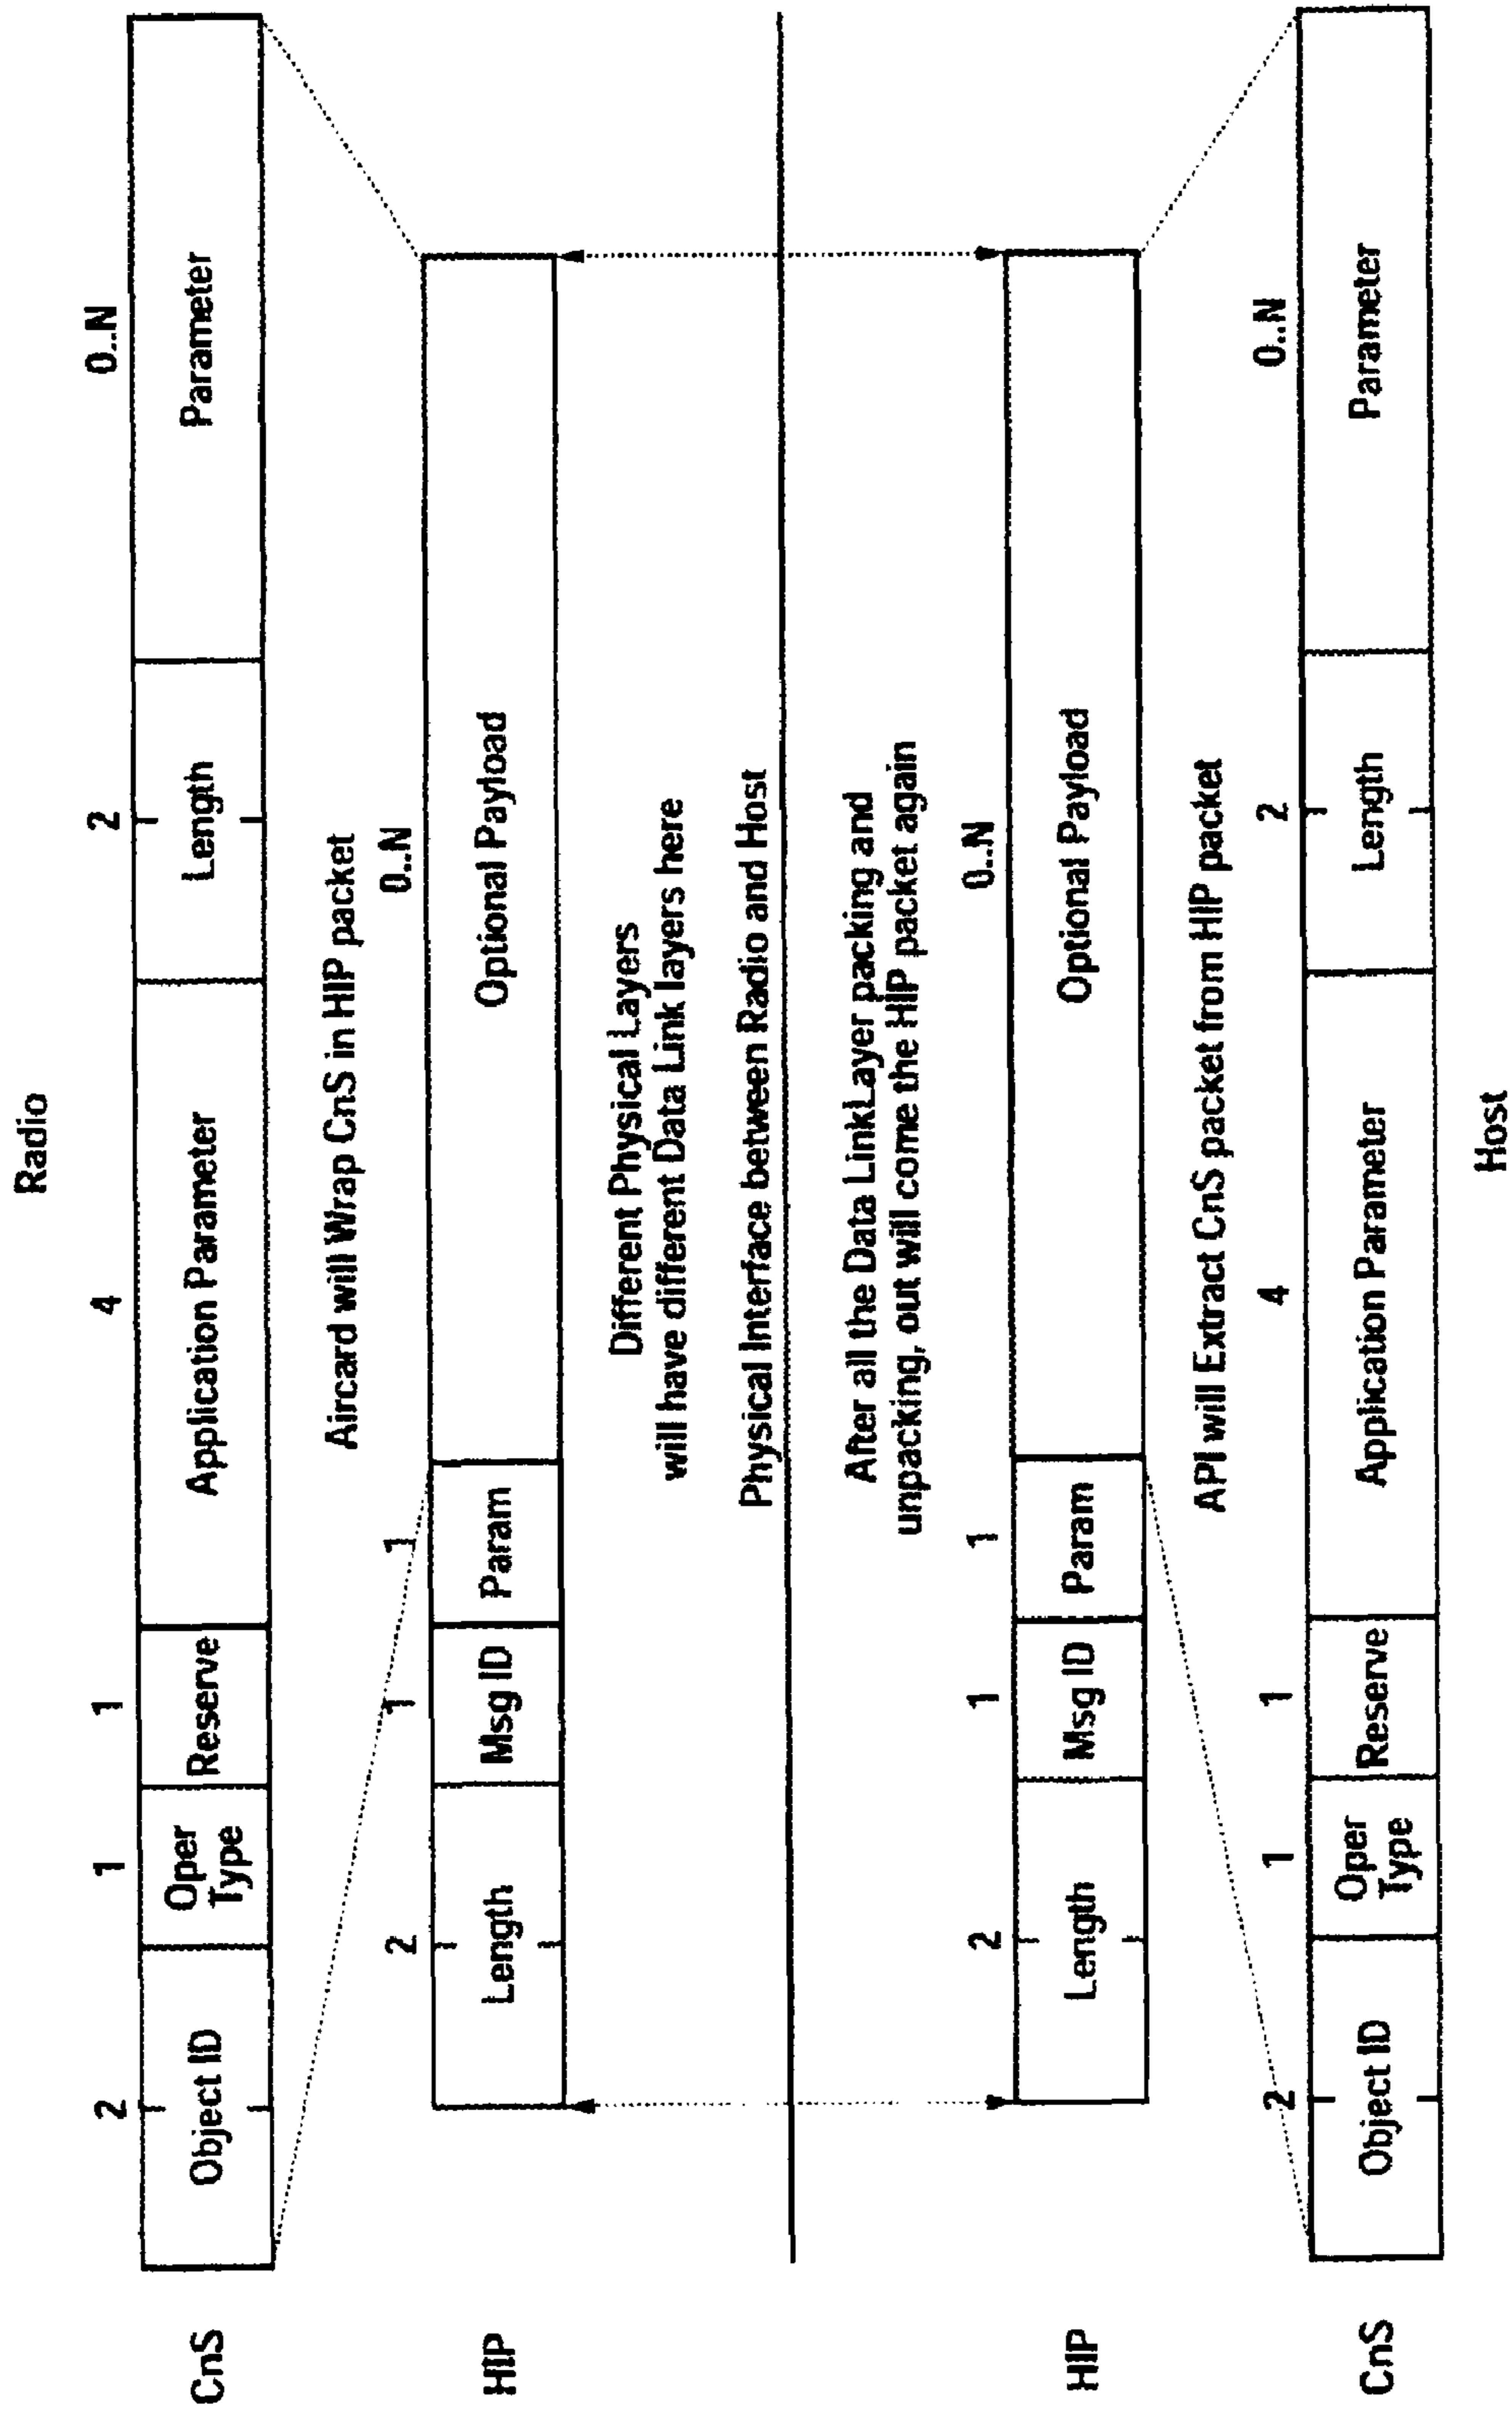 Radio
2 1 1 4 2 0..N
CnS Object ID Oper Type Reserve Application Parameter Length Parameter
Aircard will Wrap CnS in HIP packet
2 1 1 0..N
HIP Length Msg ID Param Optional Payload
Different Physical Layers
will have different Data Link layers here
Physical Interface between Radio and Host
After all the Data LinkLayer packing and
unpacking, out will come the HIP packet again
2 1 1 0..N
HIP Length Msg ID Param Optional Payload
API will Extract CnS packet from HIP packet
2 1 1 4 2 0..N
CnS Object ID Oper Type Reserve Application Parameter Length Parameter
Host